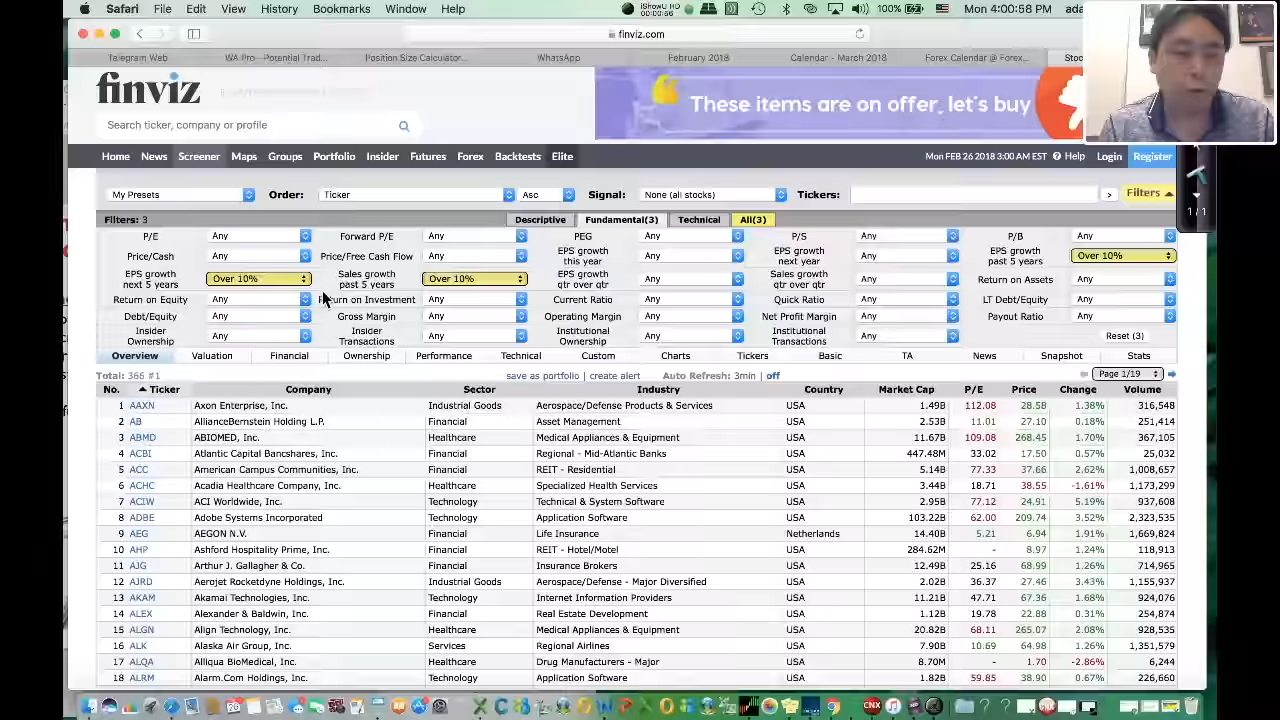 Safari File Edit View History Bookmarks Window Help iShowU HD 00:00:56 100% Mon 4:00:58 PM ada
finviz.com
Telegram Web WA Pro- Potential Trad... Position Size Calculator... WhatsApp February 2018 Calendar - March 2018 Forex Calendar @ Forex... Stoc
finviz
These items are on offer, let's buy
Search ticker, company or profile
Home News Screener Maps Groups Portfolio Insider Futures Forex Backtests Elite Mon FEB 26 2018 3:00 AM EST Help Login Register
My Presets Order: Ticker Asc Signal: None (all stocks) Tickers: > Filters
1/1
Filters: 3 Descriptive Fundamental(3) Technical All(3)
P/E Any Forward P/E Any PEG Any P/S Any P/B Any
Price/Cash Any Price/Free Cash Flow Any EPS growth this year Any EPS growth next year Any EPS growth past 5 years Over 10%
EPS growth next 5 years Over 10% Sales growth past 5 years Over 10% EPS growth qtr over qtr Any Sales growth qtr over qtr Any Return on Assets Any
Return on Equity Any Return on Investment Any Current Ratio Any Quick Ratio Any LT Debt/Equity Any
Debt/Equity Any Gross Margin Any Operating Margin Any Net Profit Margin Any Payout Ratio Any
Insider Ownership Any Insider Transactions Any Institutional Ownership Any Institutional Transactions Any Reset (3)
Overview Valuation Financial Ownership Performance Technical Custom Charts Tickers Basic TA News Snapshot Stats
Total: 366 #1 save as portfolio | create alert Auto Refresh: 3min | off Page 1/19
No. Ticker Company Sector Industry Country Market Cap P/E Price Change Volume
1 AAXN Axon Enterprise, Inc. Industrial Goods Aerospace/Defense Products & Services USA 1.49B 112.08 28.58 1.38% 316,548
2 AB AllianceBernstein Holding L.P. Financial Asset Management USA 2.53B 11.01 27.10 0.18% 251,414
3 ABMD ABIOMED, Inc. Healthcare Medical Appliances & Equipment USA 11.67B 109.08 268.45 1.70% 367,105
4 ACBI Atlantic Capital Bancshares, Inc. Financial Regional - Mid-Atlantic Banks USA 447.48M 33.02 17.50 0.57% 25,032
5 ACC American Campus Communities, Inc. Financial REIT - Residential USA 5.14B 77.33 37.66 2.62% 1,008,657
6 ACHC Acadia Healthcare Company, Inc. Healthcare Specialized Health Services USA 3.44B 18.71 38.55 -1.61% 1,173,299
7 ACIW ACI Worldwide, Inc. Technology Technical & System Software USA 2.95B 77.12 24.91 5.19% 937,608
8 ADBE Adobe Systems Incorporated Technology Application Software USA 103.22B 62.00 209.74 3.52% 2,323,535
9 AEG AEGON N.V. Financial Life Insurance Netherlands 14.40B 5.21 6.94 1.91% 1,669,824
10 AHP Ashford Hospitality Prime, Inc. Financial REIT - Hotel/Motel USA 284.62M - 8.97 1.24% 118,913
11 AJG Arthur J. Gallagher & Co. Financial Insurance Brokers USA 12.49B 25.16 68.99 1.26% 714,965
12 AJRD Aerojet Rocketdyne Holdings, Inc. Industrial Goods Aerospace/Defense - Major Diversified USA 2.02B 36.37 27.46 3.43% 1,155,937
13 AKAM Akamai Technologies, Inc. Technology Internet Information Providers USA 11.21B 47.71 67.36 1.68% 924,076
14 ALEX Alexander & Baldwin, Inc. Financial Real Estate Development USA 1.12B 19.78 22.88 0.31% 254,874
15 ALGN Align Technology, Inc. Healthcare Medical Appliances & Equipment USA 20.82B 68.11 265.07 2.08% 928,535
16 ALK Alaska Air Group, Inc. Services Regional Airlines USA 7.90B 10.69 64.98 1.26% 1,351,579
17 ALQA Alliqua BioMedical, Inc. Healthcare Drug Manufacturers - Major USA 8.70M - 1.70 -2.86% 6,244
18 ALRM Alarm.Com Holdings, Inc. Technology Application Software USA 1.82B 59.85 38.90 0.67% 226,660